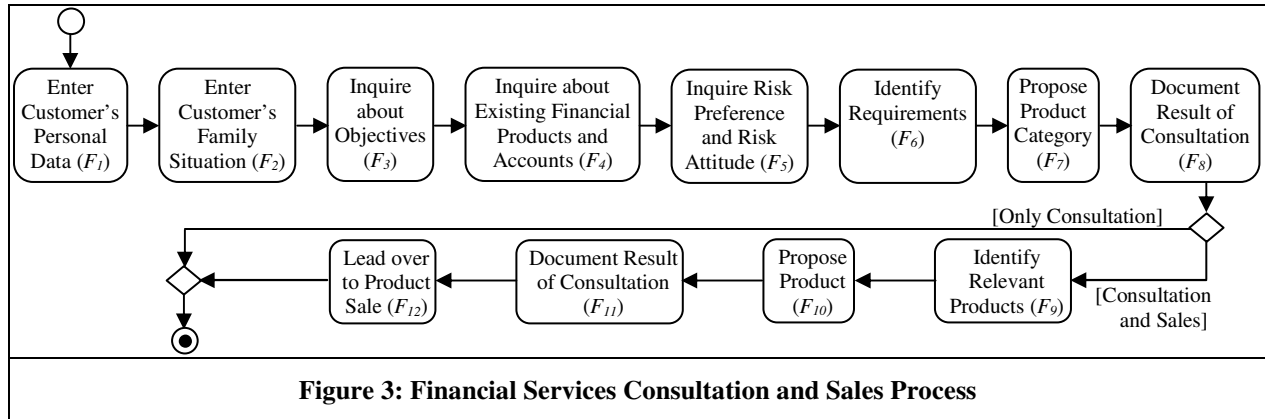 Enter
Customer's
Personal
Data (F1)
Enter
Customer's
Family
Situation (F2)
Inquire
about
Objectives
(F3)
Inquire about
Existing Financial
Products and
Accounts (F4)
Inquire Risk
Preference
and Risk
Attitude (F5)
Identify
Requirements
(F6)
Propose
Product
Category
(F7)
Document
Result of
Consultation
(F8)
[Only Consultation]
Lead over
to Product
Sale (F12)
Document Result
of Consultation
(F11)
Propose
Product
(F10)
Identify
Relevant
Products (F9)
[Consultation
and Sales]
Figure 3: Financial Services Consultation and Sales Process